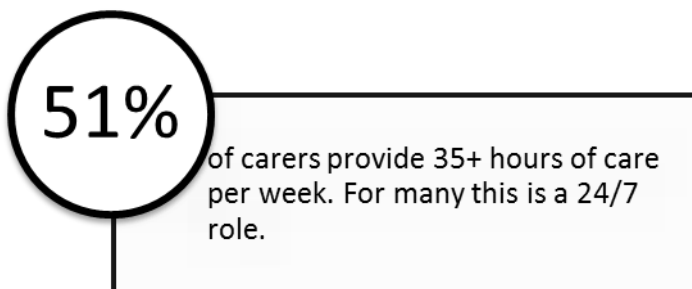 51%
of carers provide 35+ hours of care
per week. For many this is a 24/7
role.